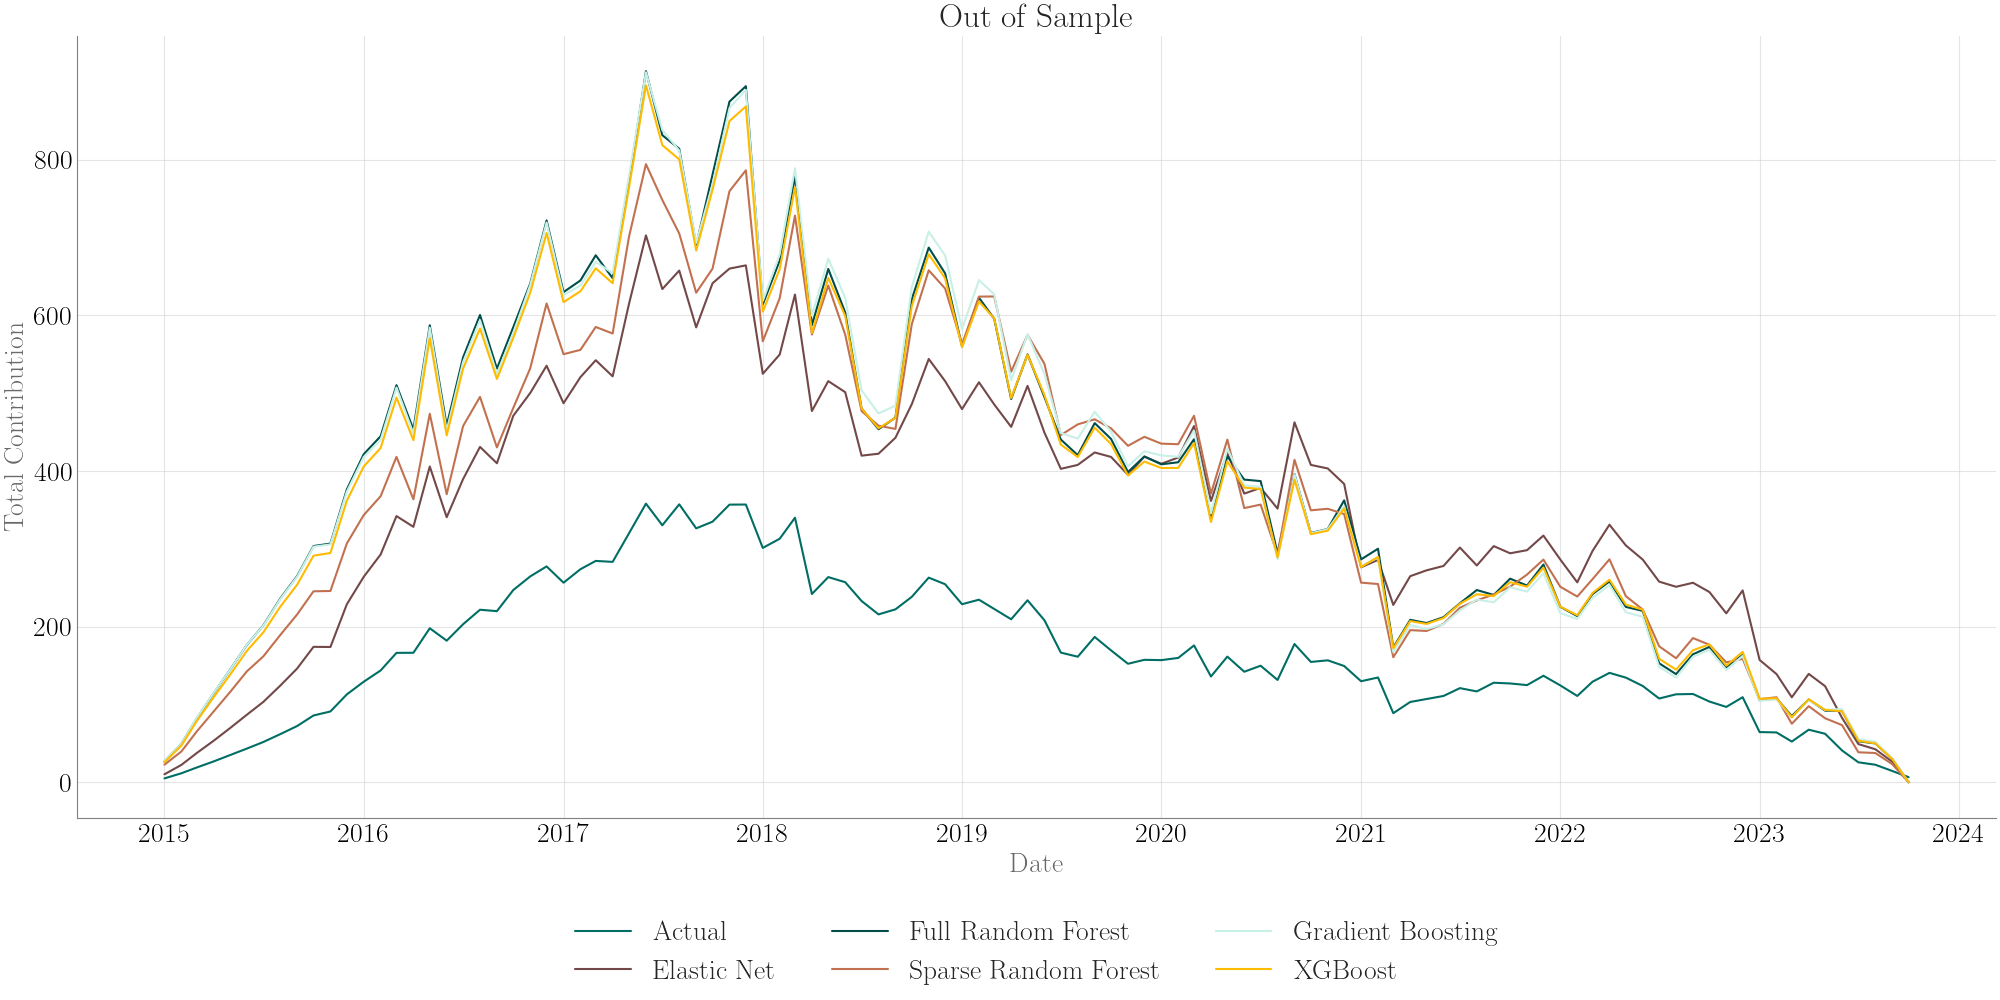 Out of Sample
Total Contribution
800
600
400
200
0
2015 2016 2017 2018 2019 2020 2021 2022 2023 2024
Date
Actual Full Random Forest Gradient Boosting
Elastic Net Sparse Random Forest XGBoost